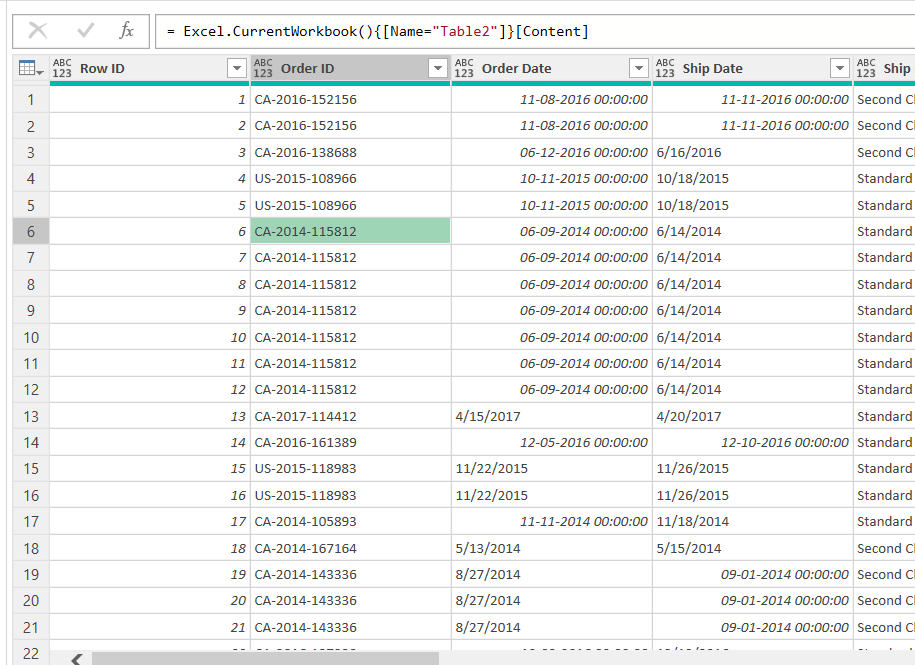 fx = Excel.CurrentWorkbook(){[Name="Table2"]}[Content]
ABC 123 Row ID ABC 123 Order ID ABC 123 Order Date ABC 123 Ship Date ABC 123 Ship
1 1 CA-2016-152156 11-08-2016 00:00:00 11-11-2016 00:00:00 Second Cl
2 2 CA-2016-152156 11-08-2016 00:00:00 11-11-2016 00:00:00 Second Cl
3 3 CA-2016-138688 06-12-2016 00:00:00 6/16/2016 Second Cl
4 4 US-2015-108966 10-11-2015 00:00:00 10/18/2015 Standard
5 5 US-2015-108966 10-11-2015 00:00:00 10/18/2015 Standard
6 6 CA-2014-115812 06-09-2014 00:00:00 6/14/2014 Standard
7 7 CA-2014-115812 06-09-2014 00:00:00 6/14/2014 Standard
8 8 CA-2014-115812 06-09-2014 00:00:00 6/14/2014 Standard
9 9 CA-2014-115812 06-09-2014 00:00:00 6/14/2014 Standard
10 10 CA-2014-115812 06-09-2014 00:00:00 6/14/2014 Standard
11 11 CA-2014-115812 06-09-2014 00:00:00 6/14/2014 Standard
12 12 CA-2014-115812 06-09-2014 00:00:00 6/14/2014 Standard
13 13 CA-2017-114412 4/15/2017 4/20/2017 Standard
14 14 CA-2016-161389 12-05-2016 00:00:00 12-10-2016 00:00:00 Standard
15 15 US-2015-118983 11/22/2015 11/26/2015 Standard
16 16 US-2015-118983 11/22/2015 11/26/2015 Standard
17 17 CA-2014-105893 11-11-2014 00:00:00 11/18/2014 Standard
18 18 CA-2014-167164 5/13/2014 5/15/2014 Second Cl
19 19 CA-2014-143336 8/27/2014 09-01-2014 00:00:00 Second Cl
20 20 CA-2014-143336 8/27/2014 09-01-2014 00:00:00 Second Cl
21 21 CA-2014-143336 8/27/2014 09-01-2014 00:00:00 Second Cl
22